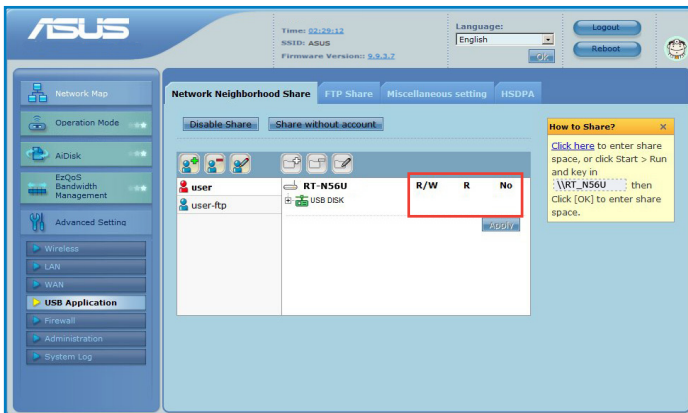 ASUS
Time: 02:29:12
SSID: ASUS
Firmware Version:: 9.9.3.7
Language:
English
OK
Logout
Reboot
Network Map
Operation Mode
AiDisk
EzQoS
Bandwidth
Management
Advanced Setting
Wireless
LAN
WAN
USB Application
Firewall
Administration
System Log
Network Neighborhood Share FTP Share Miscellaneous setting HSDPA
Disable Share Share without account
user
user-ftp
RT-N56U R/W R No
USB DISK
Apply
How to Share? x
Click here to enter share
space, or click Start > Run
and key in
\\RT_N56U then
Click [OK] to enter share
space.